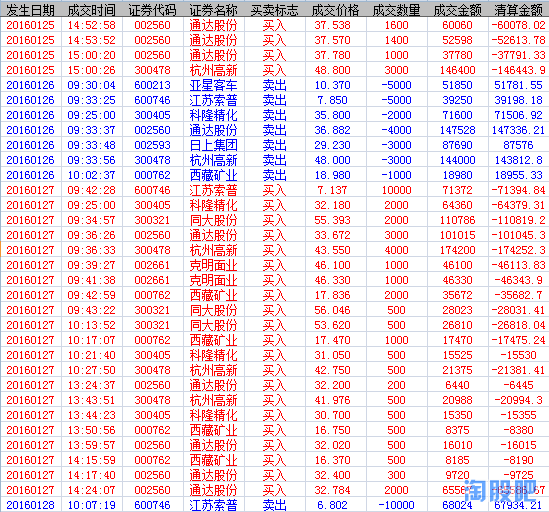 发生日期 成交时间 证券代码 证券名称 买卖标志 成交价格 成交数量 成交金额 清算金额
20160125 14:52:58 002560 通达股份 买入 37.538 1600 60060 -60078.02
20160125 14:53:52 002560 通达股份 买入 37.570 1400 52598 -52613.78
20160125 15:00:20 002560 通达股份 买入 37.780 1000 37780 -37791.33
20160125 15:00:26 300478 杭州高新 买入 48.800 3000 146400 -146443.9
20160126 09:30:04 600213 亚星客车 卖出 10.370 -5000 51850 51781.55
20160126 09:33:25 600746 江苏索普 卖出 7.850 -5000 39250 39198.18
20160126 09:25:00 300405 科隆精化 卖出 35.800 -2000 71600 71506.92
20160126 09:33:37 002560 通达股份 卖出 36.882 -4000 147528 147336.21
20160126 09:33:48 002593 日上集团 卖出 29.230 -3000 87690 87576
20160126 09:33:56 300478 杭州高新 卖出 48.000 -3000 144000 143812.8
20160126 10:02:37 000762 西藏矿业 卖出 18.980 -1000 18980 18955.33
20160127 09:42:28 600746 江苏索普 买入 7.137 10000 71372 -71394.84
20160127 09:25:00 300405 科隆精化 买入 32.180 2000 64360 -64379.31
20160127 09:34:57 300321 同大股份 买入 55.393 2000 110786 -110819.2
20160127 09:36:26 002560 通达股份 买入 33.672 3000 101015 -101045.3
20160127 09:36:33 300478 杭州高新 买入 43.550 4000 174200 -174252.3
20160127 09:39:27 002661 克明面业 买入 46.100 1000 46100 -46113.83
20160127 09:41:38 002661 克明面业 买入 46.330 1000 46330 -46343.9
20160127 09:42:59 000762 西藏矿业 买入 17.836 2000 35672 -35682.7
20160127 09:43:22 300321 同大股份 买入 56.046 500 28023 -28031.41
20160127 10:13:52 300321 同大股份 买入 53.620 500 26810 -26818.04
20160127 10:17:07 000762 西藏矿业 买入 17.470 1000 17470 -17475.24
20160127 10:21:40 300405 科隆精化 买入 31.050 500 15525 -15530
20160127 10:27:50 300478 杭州高新 买入 42.750 500 21375 -21381.41
20160127 13:24:37 002560 通达股份 买入 32.200 200 6440 -6445
20160127 13:43:51 300478 杭州高新 买入 41.976 500 20988 -20994.3
20160127 13:44:23 300405 科隆精化 买入 30.700 500 15350 -15355
20160127 13:50:56 000762 西藏矿业 买入 16.750 500 8375 -8380
20160127 13:59:57 002560 通达股份 买入 32.020 500 16010 -16015
20160127 14:15:59 000762 西藏矿业 买入 16.370 500 8185 -8190
20160127 14:17:40 002560 通达股份 买入 32.400 300 9720 -9725
20160127 14:24:07 002560 通达股份 买入 32.784 2000
20160128 10:07:19 600746 江苏索普 卖出 6.802 -10000 68024 67934.21
淘股吧